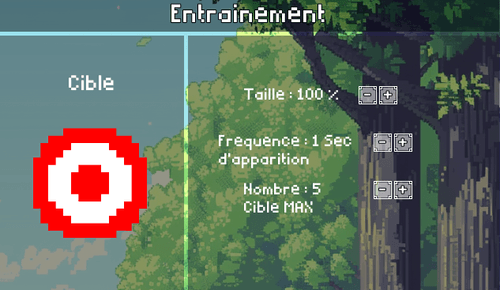 Entrainement
Cible
Taille : 100 %
- +
Frequence : 1 Sec
d'apparition
- +
Nombre : 5
Cible MAX
- +